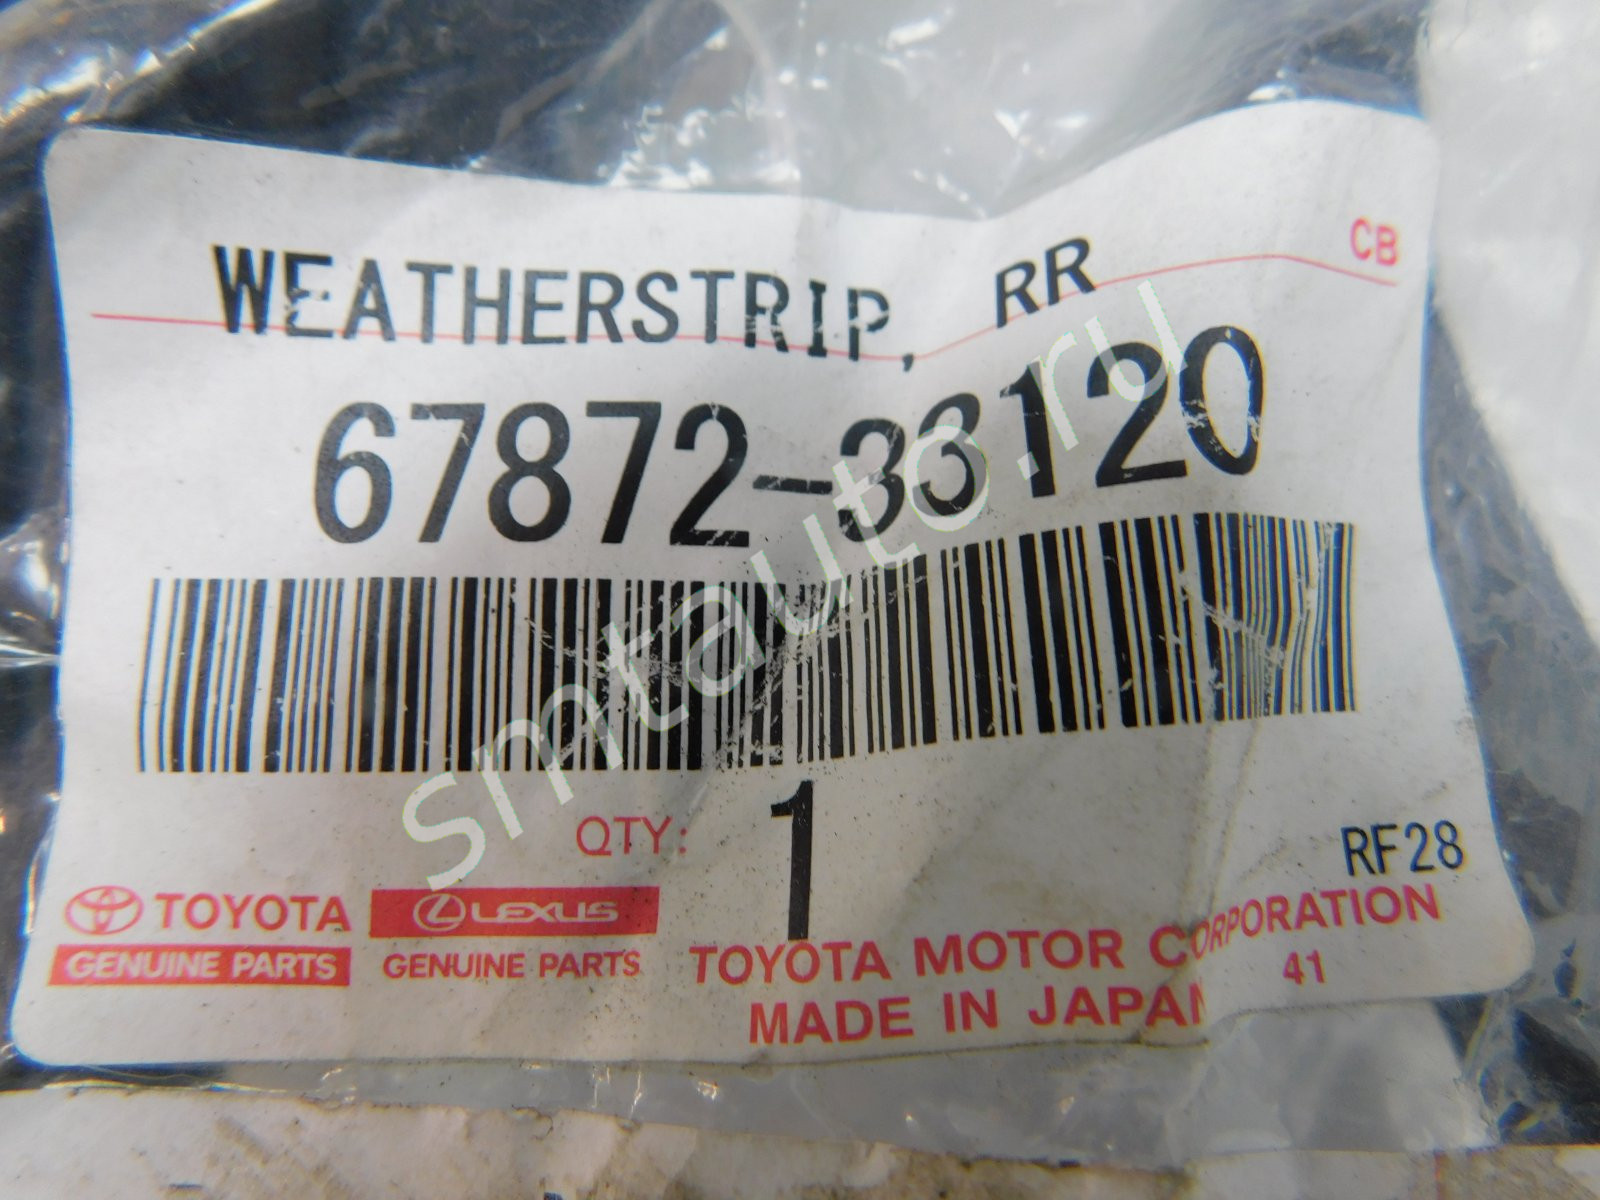 CB
WEATHERSTRIP, RR
67872-33120
QTY: 1
RF28
TOYOTA
GENUINE PARTS
LEXUS
GENUINE PARTS
TOYOTA MOTOR CORPORATION
41
MADE IN JAPAN
smtauto.ru